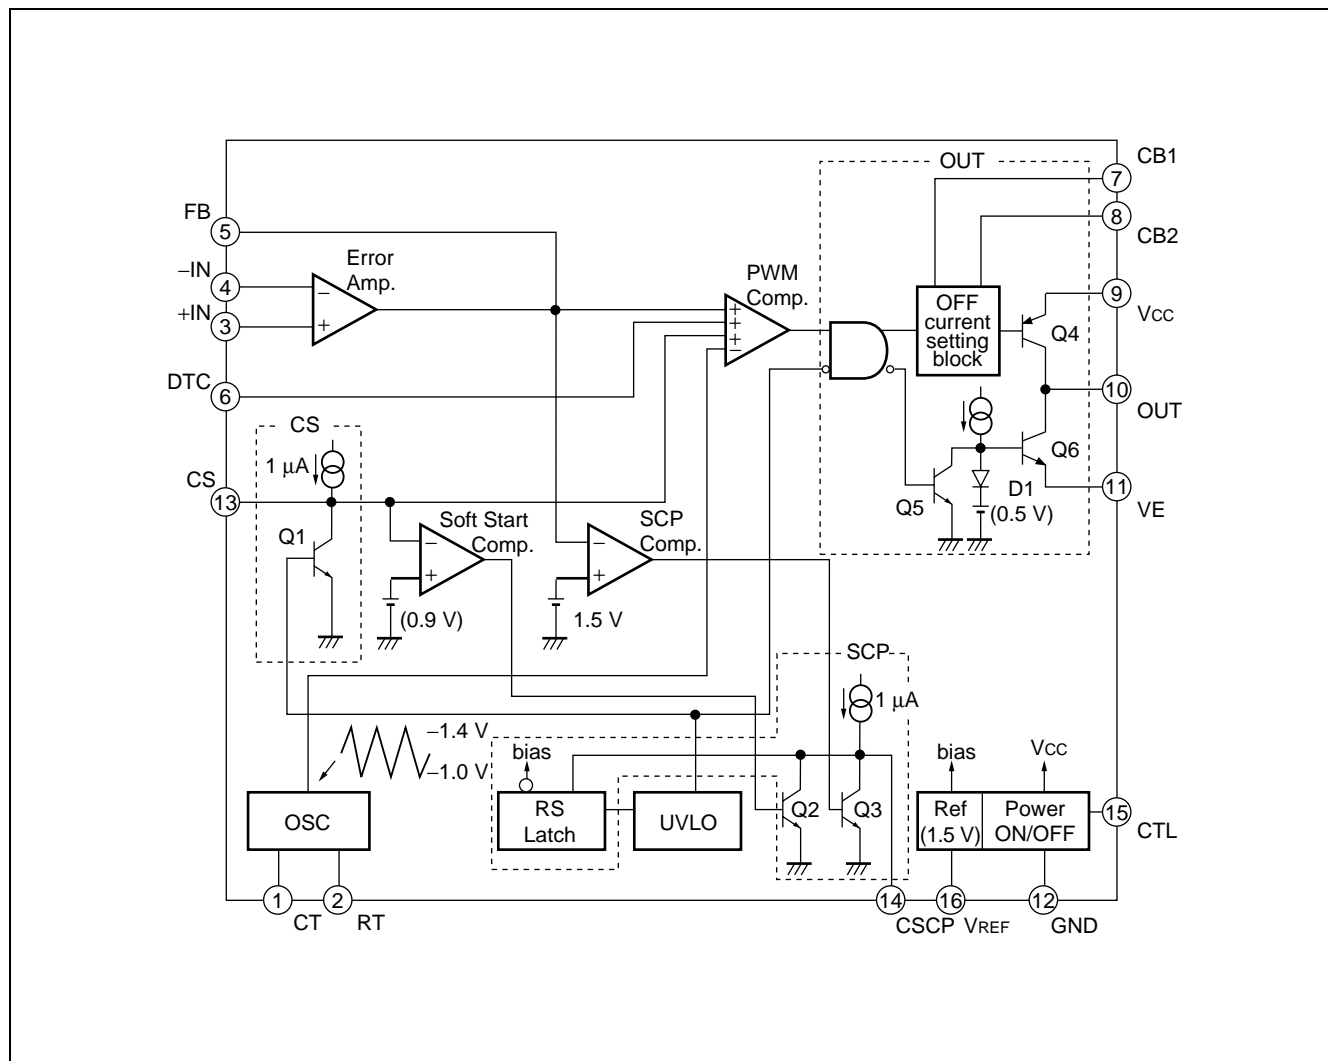 OUT
CB1
7
8
CB2
FB
5
−IN
4
+IN
3
Error
Amp.
−
+
PWM
Comp.
+
+
+
−
OFF
current
setting
block
9
VCC
Q4
DTC
6
10
OUT
CS
1 μA
CS
13
Q6
D1
(0.5 V)
Q5
11
VE
Q1
Soft Start
Comp.
−
+
(0.9 V)
SCP
Comp.
−
+
1.5 V
SCP
1 μA
−1.4 V
−1.0 V
bias
bias
VCC
OSC
RS
Latch
UVLO
Q2
Q3
Ref
(1.5 V)
Power
ON/OFF
15
CTL
1
CT
2
RT
14
CSCP
16
VREF
12
GND